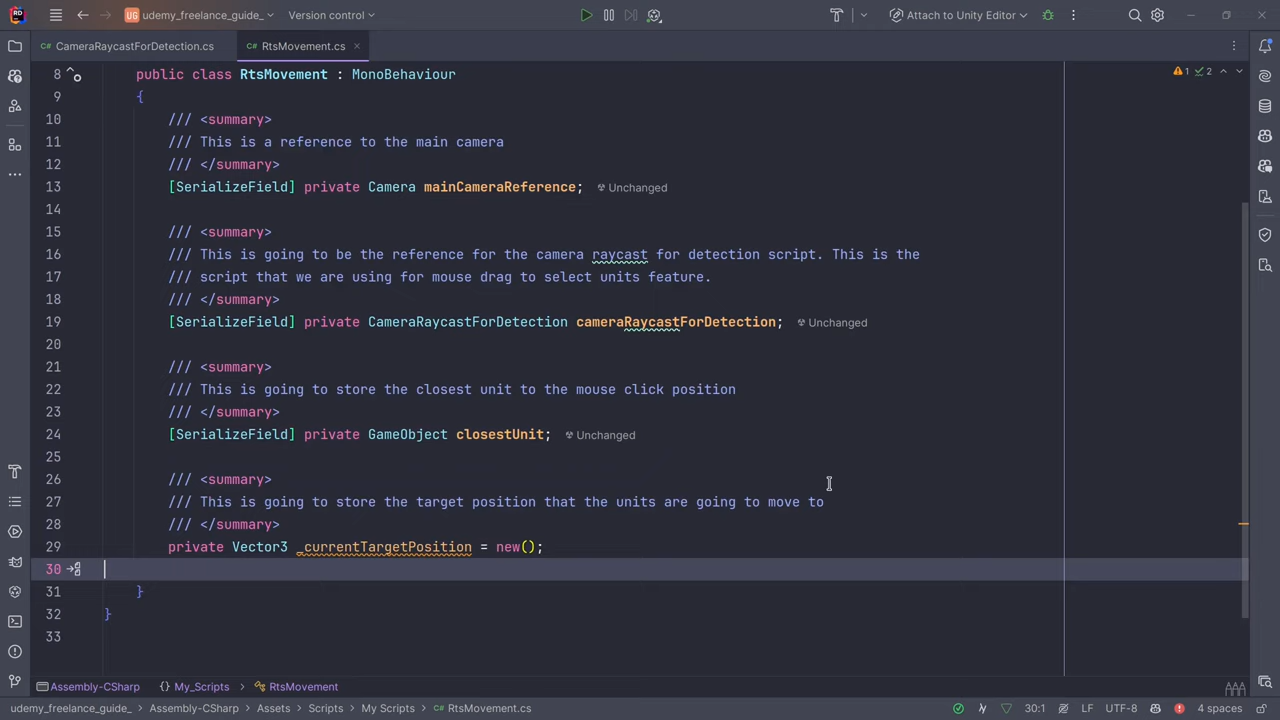 UG udemy_freelance_guide_ Version control Attach to Unity Editor
C# CameraRaycastForDetection.cs C# RtsMovement.cs
8 public class RtsMovement : MonoBehaviour 1 2
9 {
10 /// <summary>
11 /// This is a reference to the main camera
12 /// </summary>
13 [SerializeField] private Camera mainCameraReference; Unchanged
14
15 /// <summary>
16 /// This is going to be the reference for the camera raycast for detection script. This is the
17 /// script that we are using for mouse drag to select units feature.
18 /// </summary>
19 [SerializeField] private CameraRaycastForDetection cameraRaycastForDetection; Unchanged
20
21 /// <summary>
22 /// This is going to store the closest unit to the mouse click position
23 /// </summary>
24 [SerializeField] private GameObject closestUnit; Unchanged
25
26 /// <summary>
27 /// This is going to store the target position that the units are going to move to
28 /// </summary>
29 private Vector3 _currentTargetPosition = new();
30
31 }
32 }
33
Assembly-CSharp {} My_Scripts RtsMovement
udemy_freelance_guide_ Assembly-CSharp Assets Scripts My Scripts C# RtsMovement.cs 30:1 LF UTF-8 4 spaces